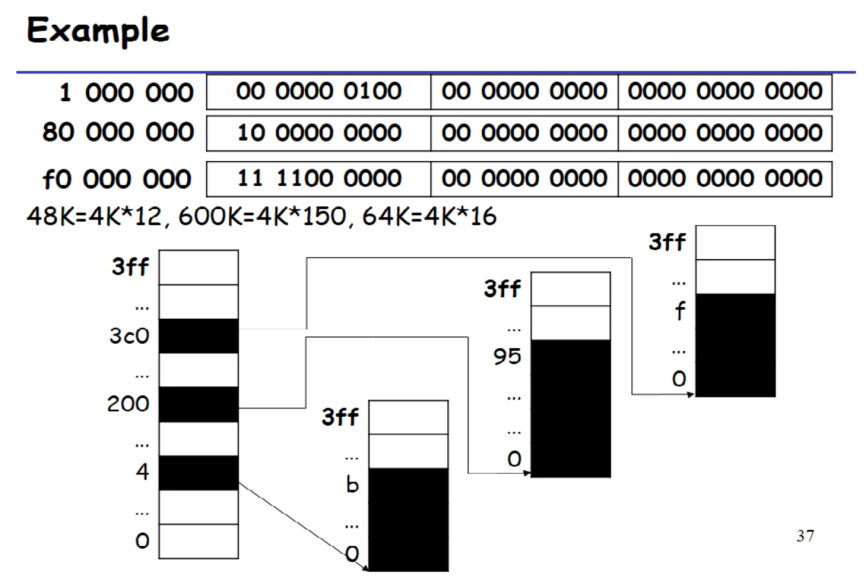 Example
1 000 000 00 0000 0100 00 0000 0000 0000 0000 0000
80 000 000 10 0000 0000 00 0000 0000 0000 0000 0000
f0 000 000 11 1100 0000 00 0000 0000 0000 0000 0000
48K=4K*12, 600K=4K*150, 64K=4K*16
3ff
...
3c0
...
200
...
4
...
0
3ff
...
b
...
0
3ff
...
95
...
...
0
3ff
...
f
...
0
37